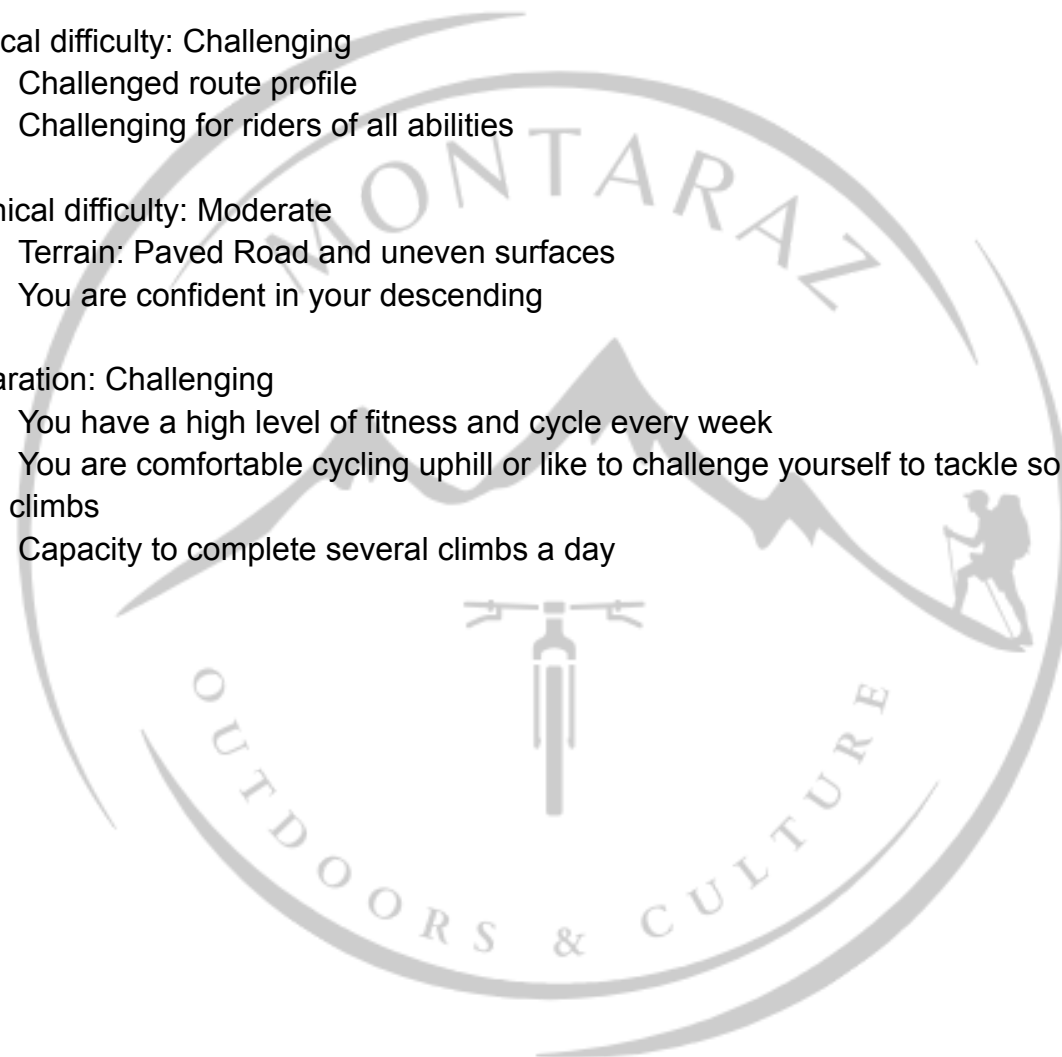 cal difficulty: Challenging
Challenged route profile
Challenging for riders of all abilities
nical difficulty: Moderate
Terrain: Paved Road and uneven surfaces
You are confident in your descending
aration: Challenging
You have a high level of fitness and cycle every week
You are comfortable cycling uphill or like to challenge yourself to tackle so
climbs
Capacity to complete several climbs a day
MONTARAZ
OUTDOORS & CULTURE